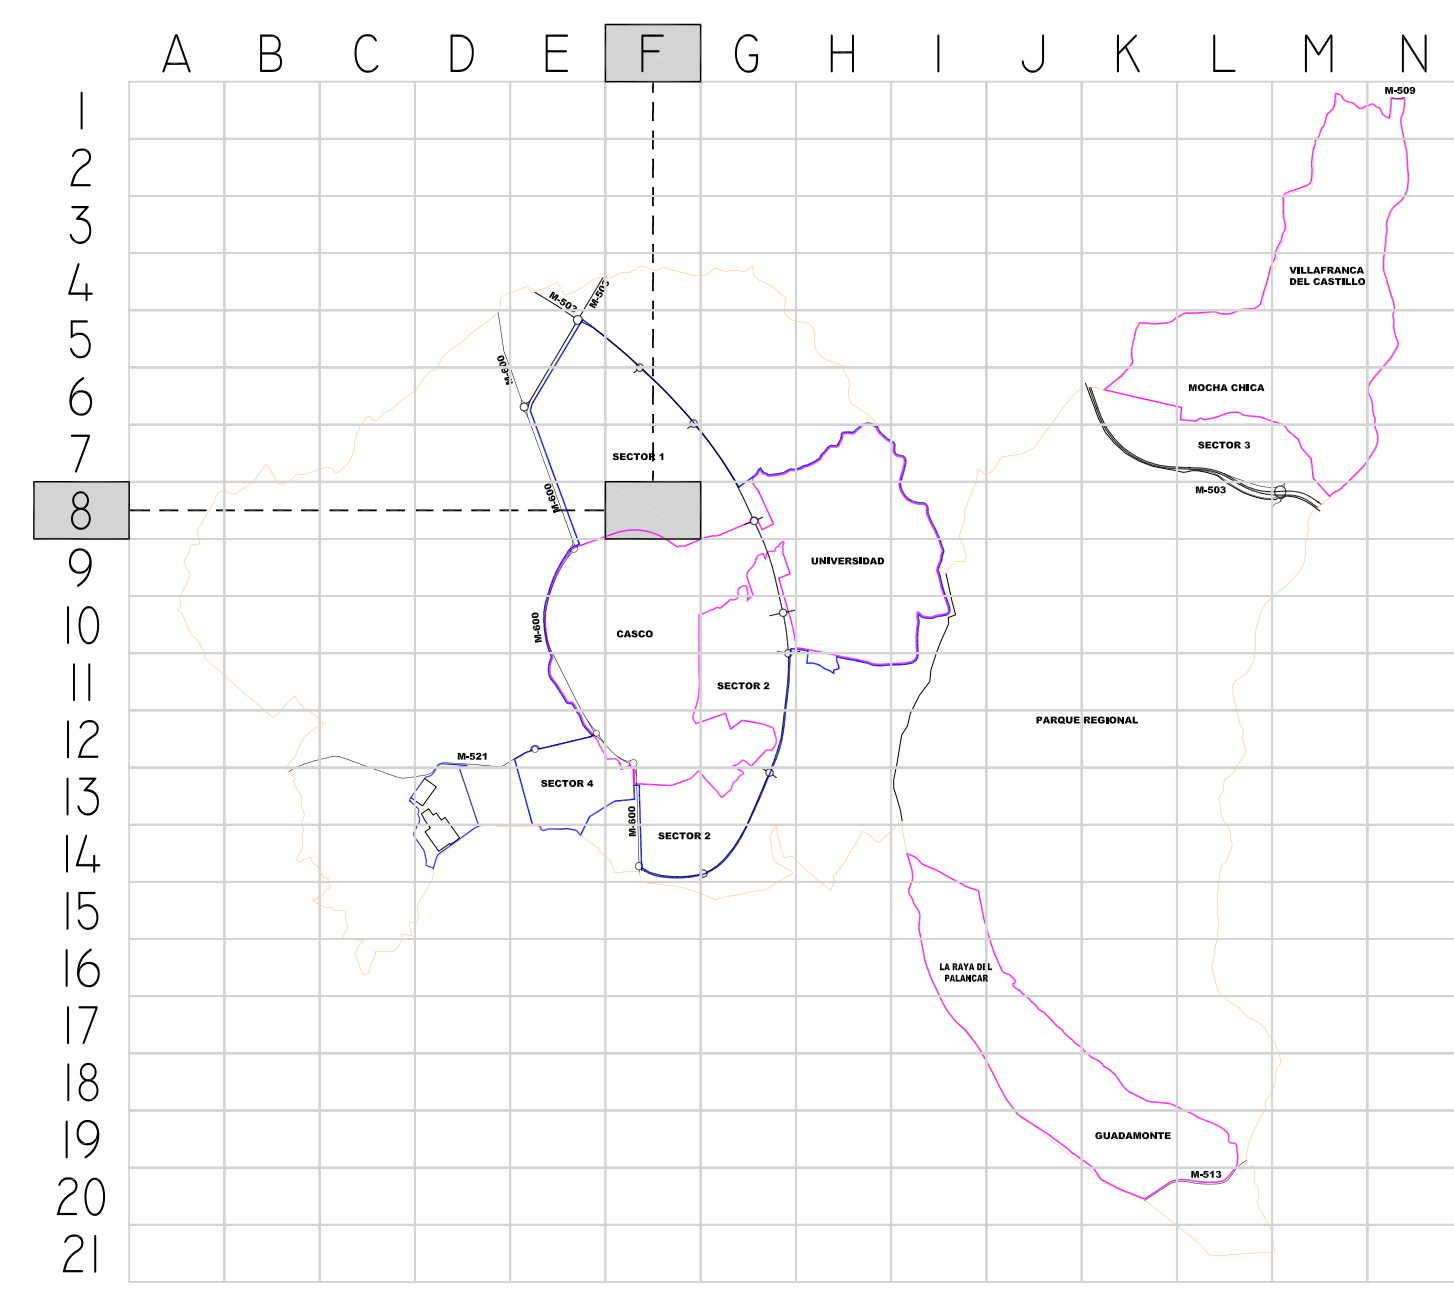 A B C D E F G H I J K L M N
1
M-509
2
3
4
VILLAFRANCA
DEL CASTILLO
M-503
5
M-600
6
MOCHA CHICA
7
SECTOR 1
SECTOR 3
8
M-600
M-503
9
UNIVERSIDAD
10
M-600
CASCO
11
SECTOR 2
PARQUE REGIONAL
12
M-521
13
SECTOR 4
M-600
14
SECTOR 2
15
16
LA RAYA DEL
PALANCAR
17
18
19
GUADAMONTE
20
M-513
21